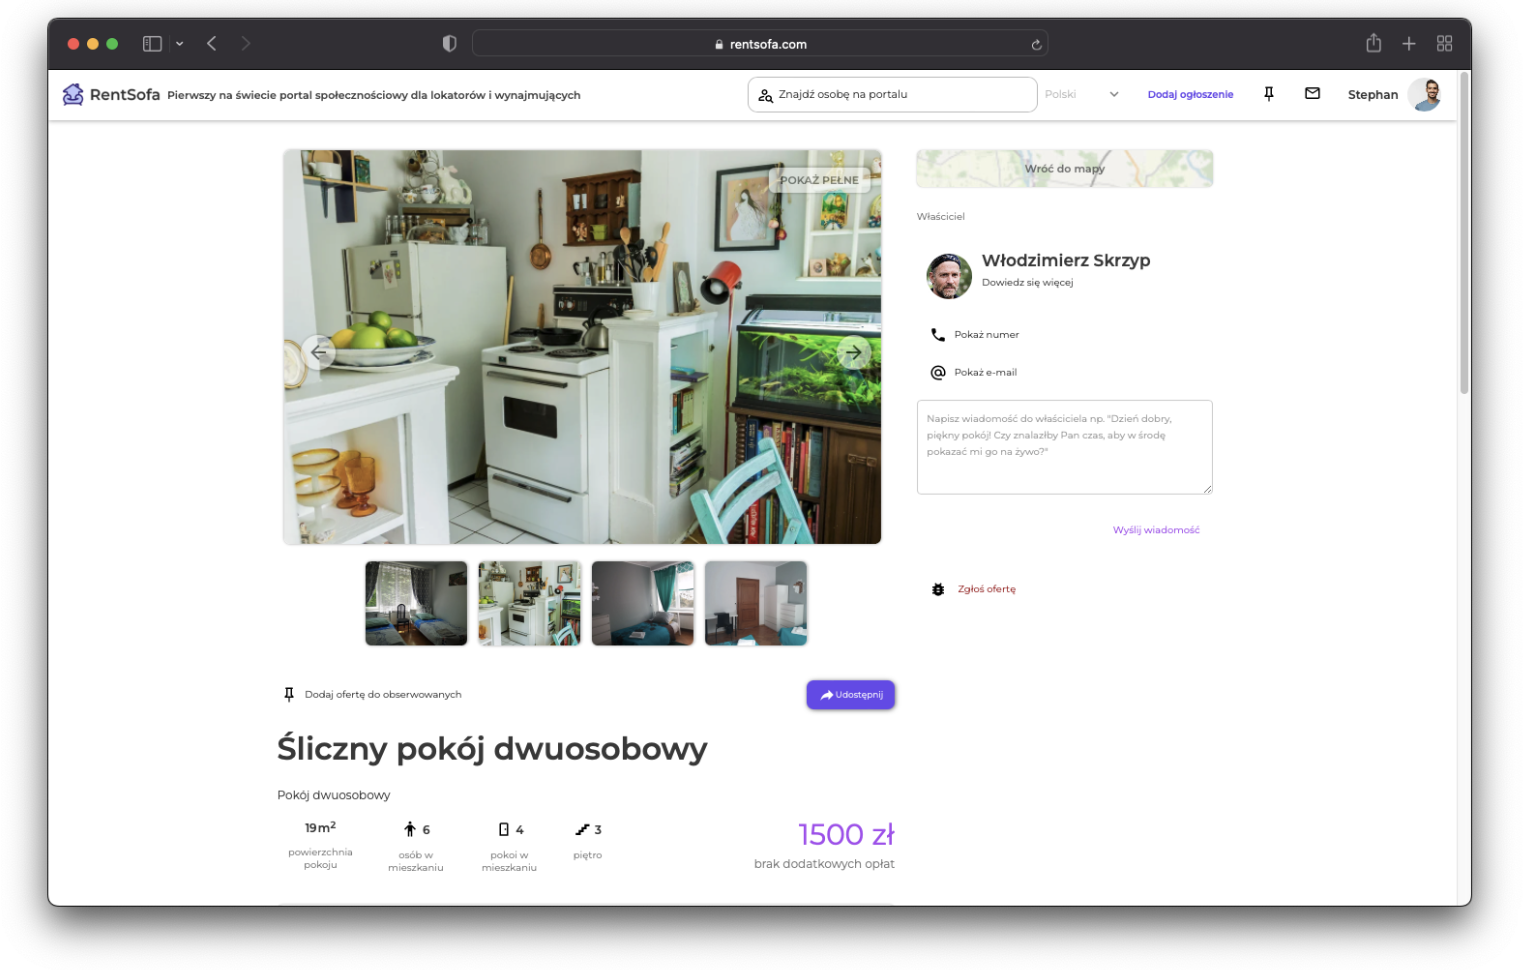 rentsofa.com
RentSofa Pierwszy na świecie portal społecznościowy dla lokatorów i wynajmujących
Znajdź osobę na portalu
Polski
Dodaj ogłoszenie
Stephan
POKAŻ PEŁNE
Wróć do mapy
Właściciel
Włodzimierz Skrzyp
Dowiedz się więcej
Pokaż numer
Pokaż e-mail
Napisz wiadomość do właściciela np. "Dzień dobry,
piękny pokój! Czy znalazłby Pan czas, aby w środę
pokazać mi go na żywo?"
Wyślij wiadomość
Zgłoś ofertę
Dodaj ofertę do obserwowanych
Udostępnij
Śliczny pokój dwuosobowy
Pokój dwuosobowy
19m²
powierzchnia
pokoju
6
osób w
mieszkaniu
4
pokoi w
mieszkaniu
3
piętro
1500 zł
brak dodatkowych opłat